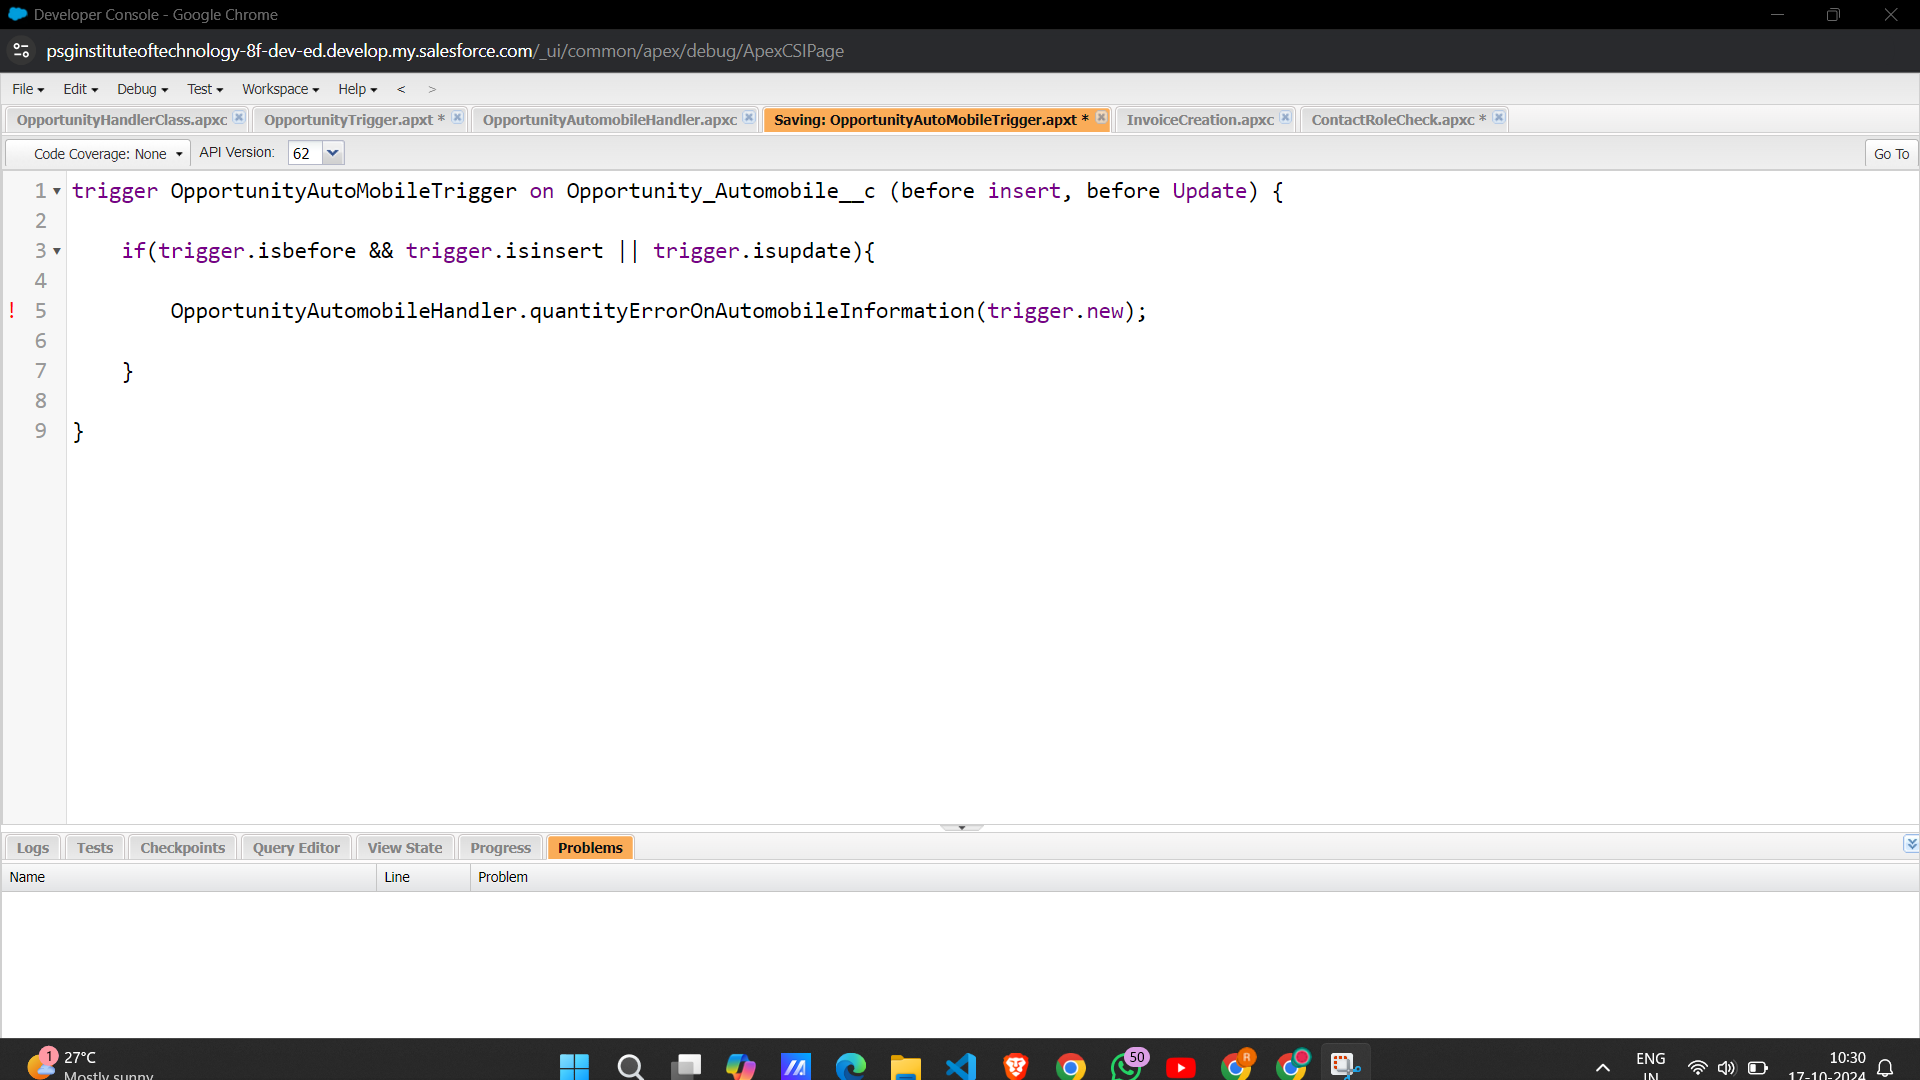 Developer Console - Google Chrome
psginstituteoftechnology-8f-dev-ed.develop.my.salesforce.com/_ui/common/apex/debug/ApexCSIPage
File Edit Debug Test Workspace Help < >
OpportunityHandlerClass.apxc OpportunityTrigger.apxt * OpportunityAutomobileHandler.apxc Saving: OpportunityAutoMobileTrigger.apxt * InvoiceCreation.apxc ContactRoleCheck.apxc *
Code Coverage: None API Version: 62 Go To
1 trigger OpportunityAutoMobileTrigger on Opportunity_Automobile__c (before insert, before Update) {
2
3 if(trigger.isbefore && trigger.isinsert || trigger.isupdate){
4
! 5 OpportunityAutomobileHandler.quantityErrorOnAutomobileInformation(trigger.new);
6
7 }
8
9 }
Logs Tests Checkpoints Query Editor View State Progress Problems
Name Line Problem
1 27°C 50 R ENG 10:30
Mostly sunny IN 17-10-2024